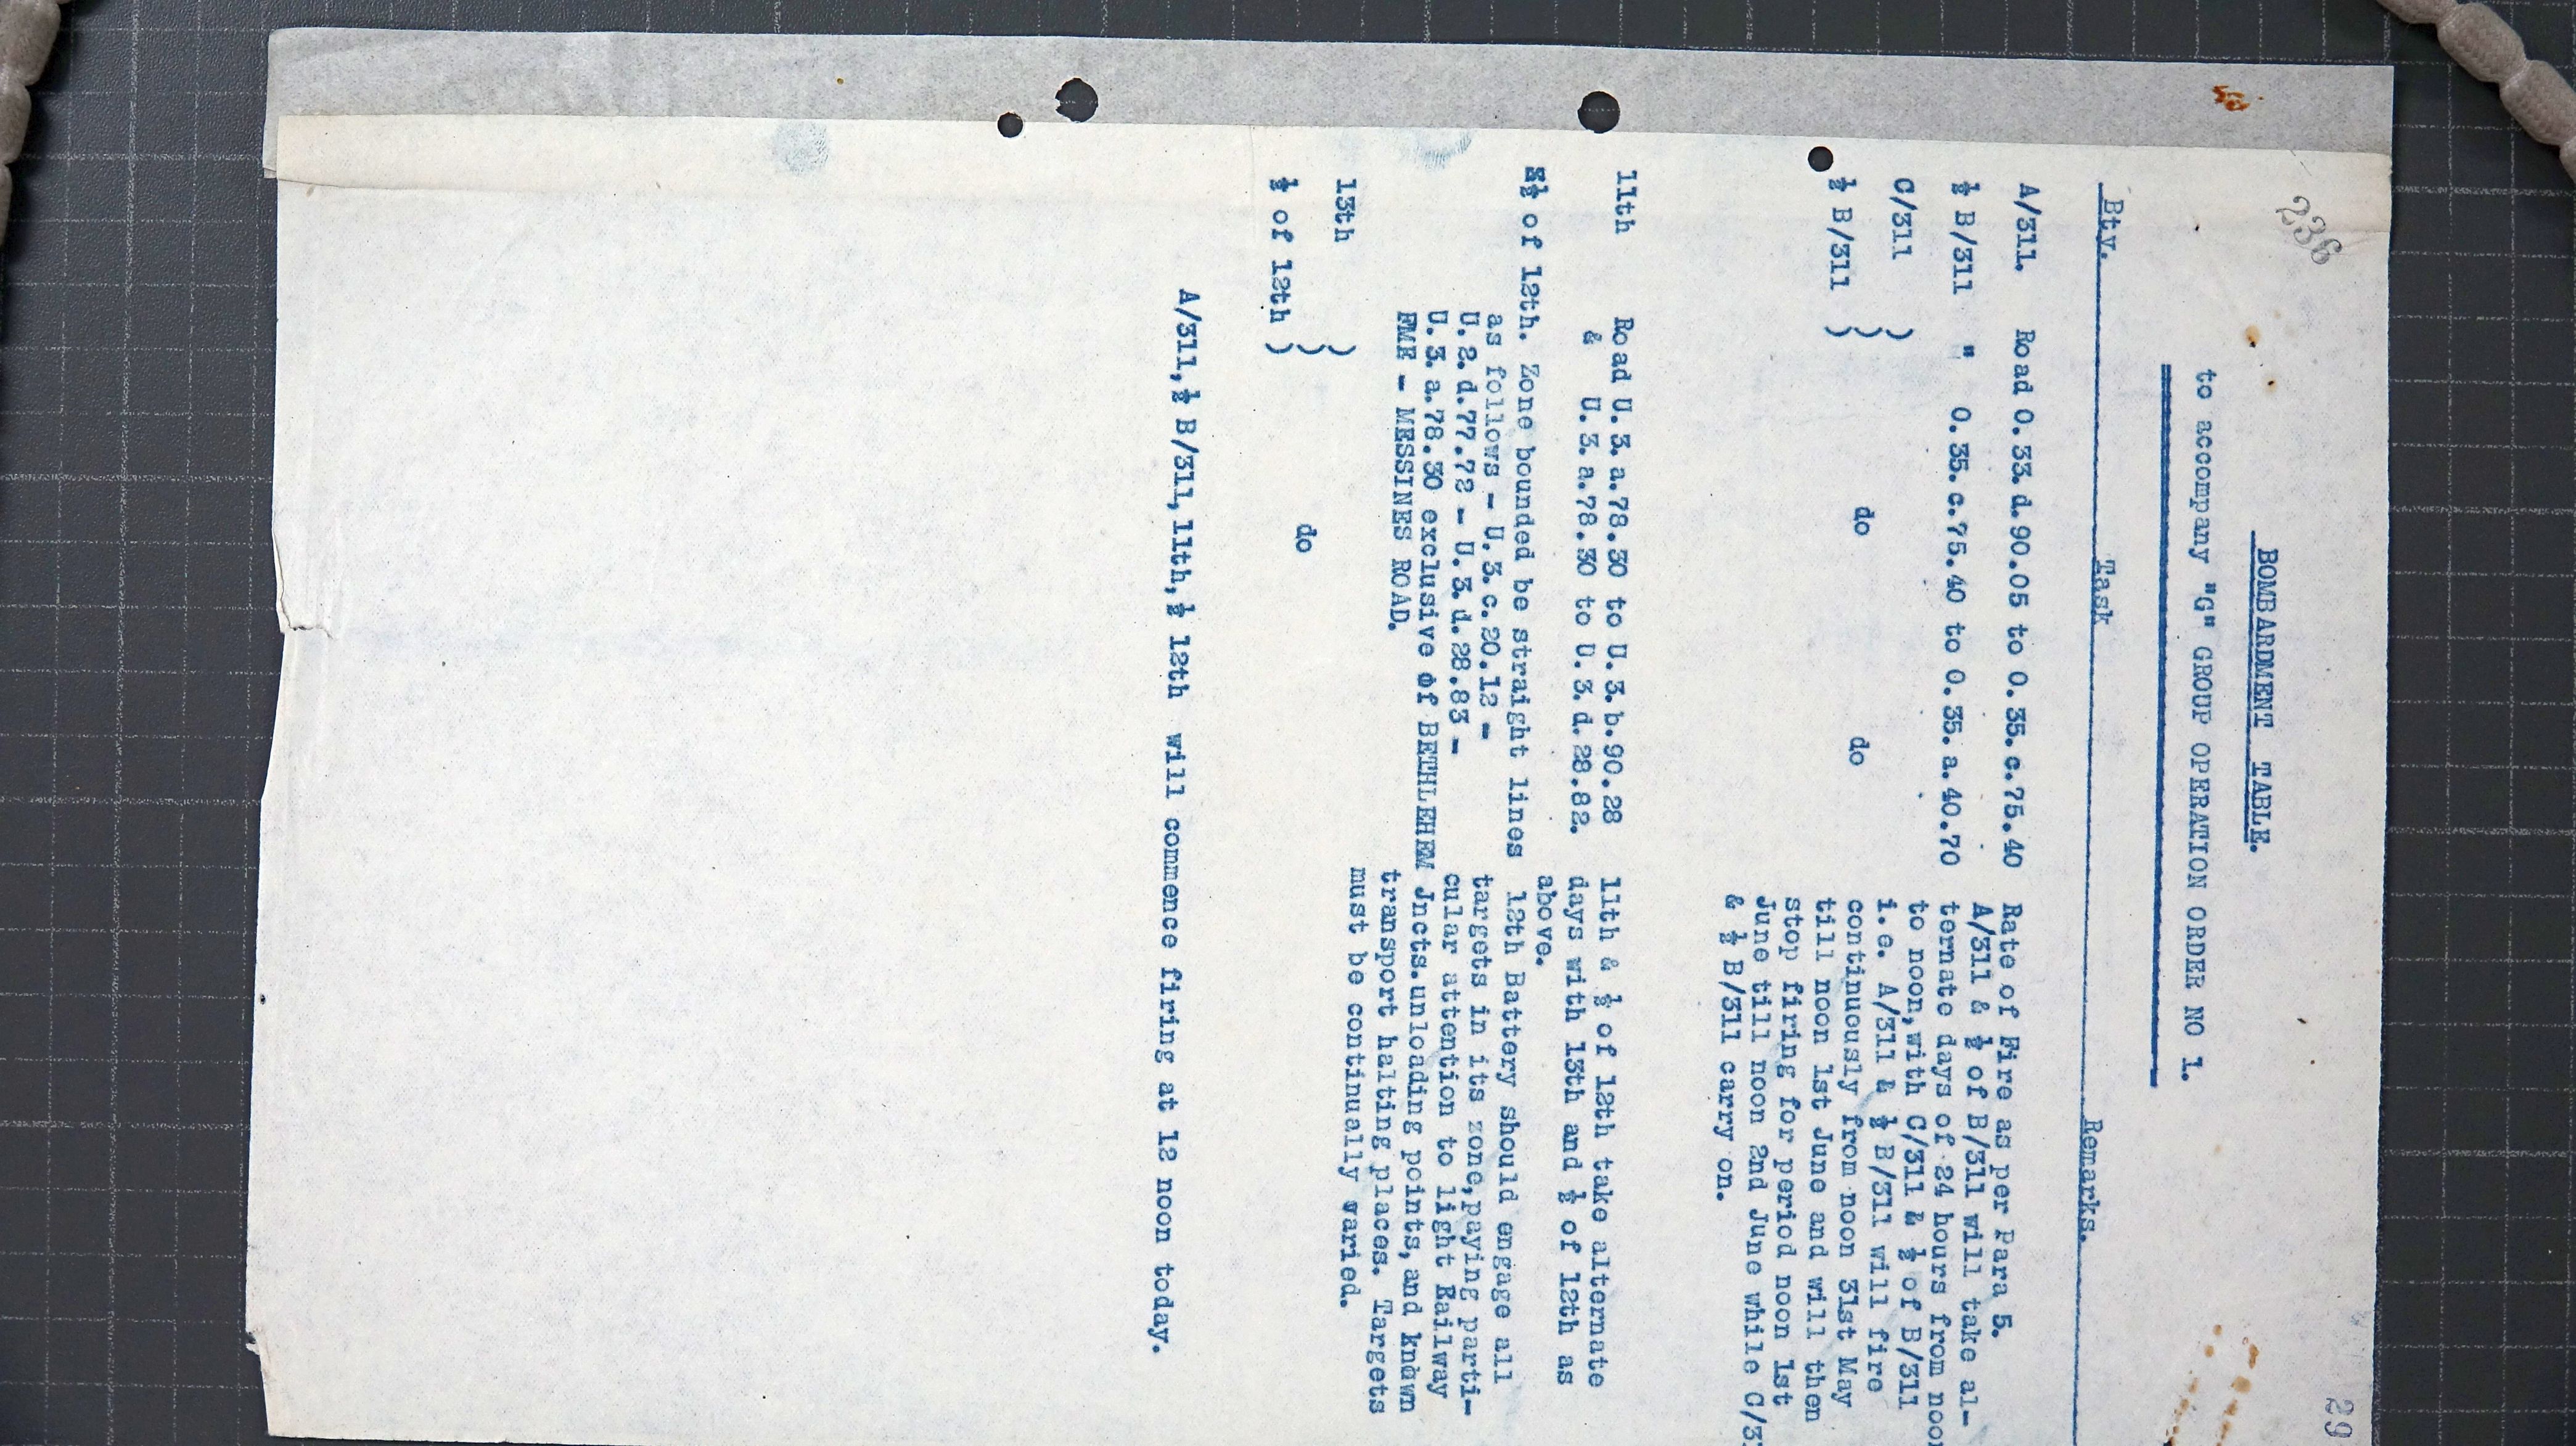 236
29
BOMBARDMENT TABLE.
to accompany "G" GROUP OPERATION ORDER NO 1.
Bty. Task Remarks.
A/311. Road O.33.d.90.05 to O.35.c.75.40 Rate of Fire as per Para 5.
½ B/311 " O.35.c.75.40 to O.35.a.40.70 A/311 & ½ of B/311 will take al-
ternate days of 24 hours from noon
C/311 ) to noon,with C/311 & ½ of B/311
) do do i.e. A/311 & ½ B/311 will fire
½ B/311 ) continuously from noon 31st May
till noon 1st June and will then
stop firing for period noon 1st
June till noon 2nd June while C/3
& ½ B/311 carry on.
11th Road U.3.a.78.30 to U.3.b.90.28 11th & ½ of 12th take alternate
& U.3.a.78.30 to U.3.d.28.82. days with 13th and ½ of 12th as
above.
½ of 12th. Zone bounded be straight lines 12th Battery should engage all
as follows - U.3.c.20.12 - targets in its zone,paying parti-
U.2.d.77.72 - U.3.d.28.83 - cular attention to light Railway
U.3.a.78.30 exclusive of BETHLEHEM Jncts.unloading points,and known
FME - MESSINES ROAD. transport halting places. Targets
must be continually varied.
13th )
) do
½ of 12th )
A/311,½ B/311,11th,½ 12th will commence firing at 12 noon today.